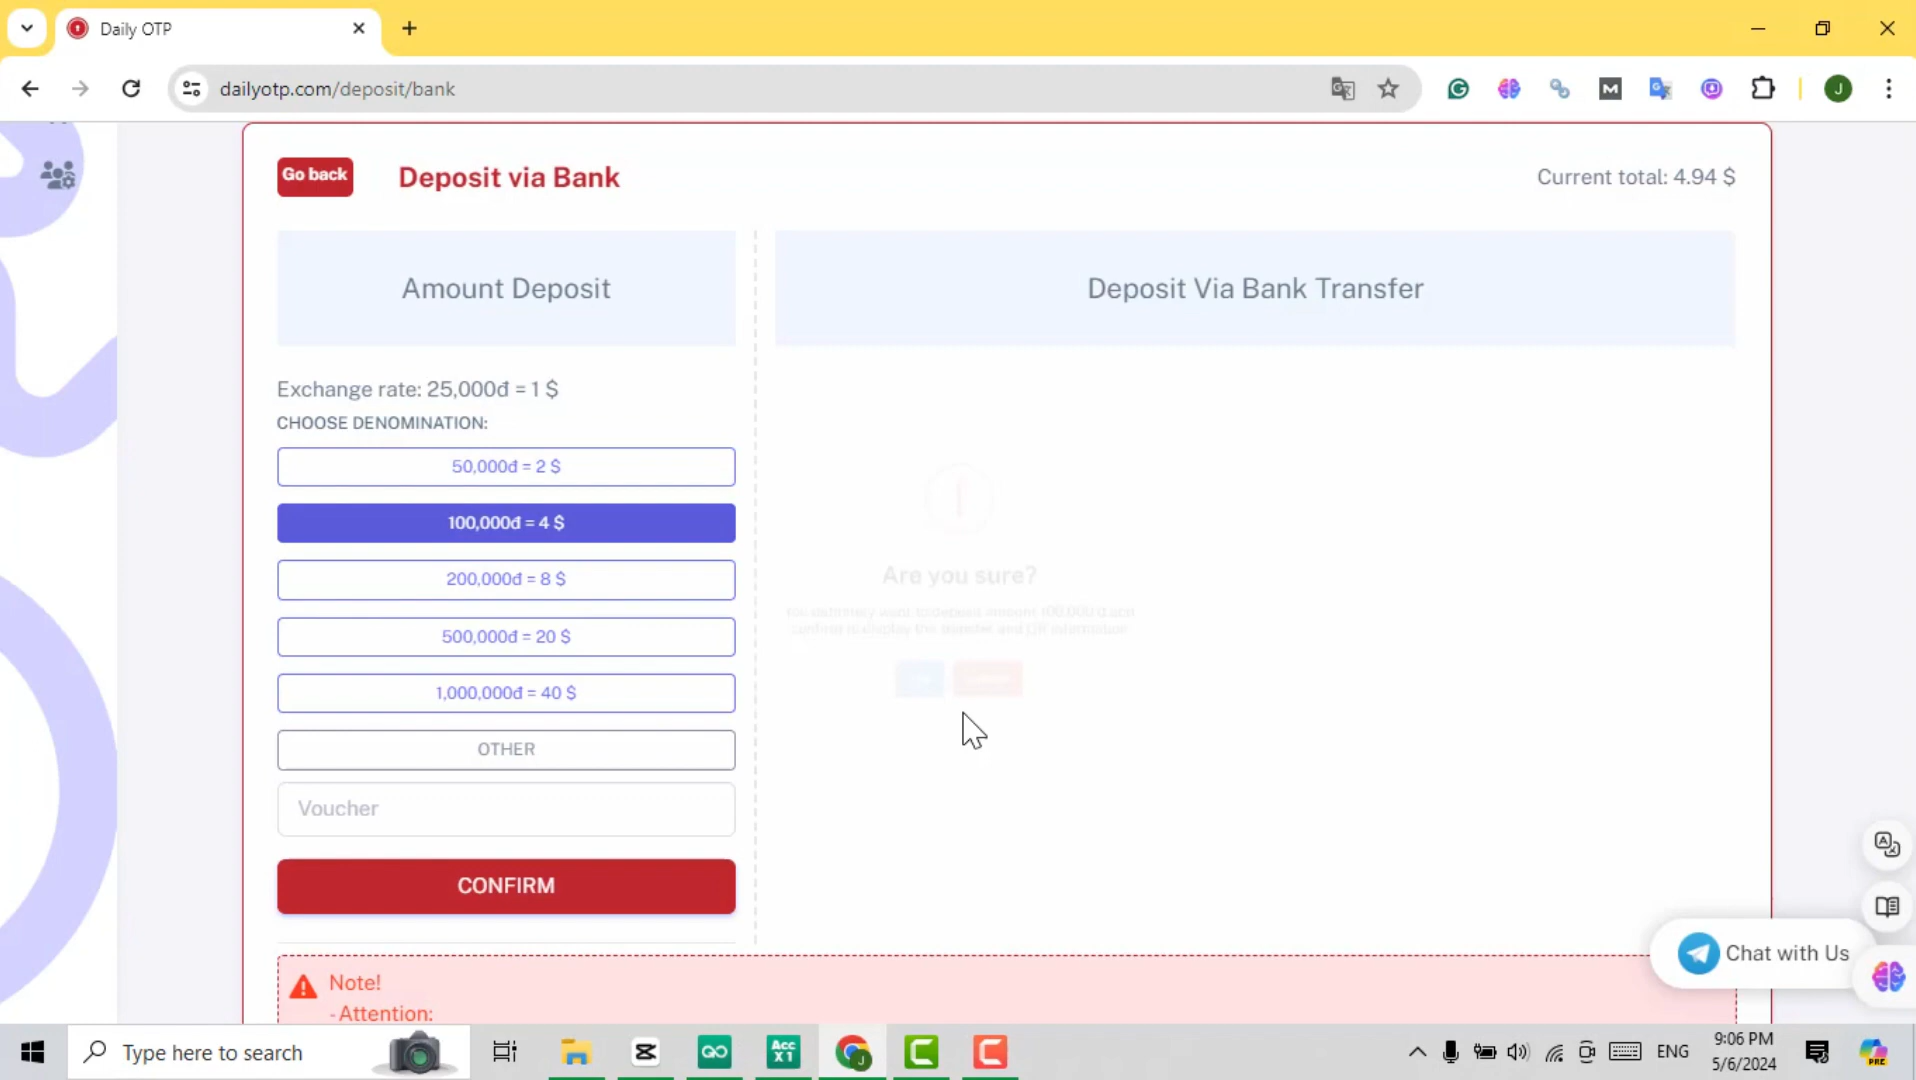 Daily OTP
dailyotp.com/deposit/bank
J
Go back
Deposit via Bank
Current total: 4.94 $
Amount Deposit
Deposit Via Bank Transfer
Exchange rate: 25,000đ = 1 $
CHOOSE DENOMINATION:
50,000đ = 2 $
100,000đ = 4 $
200,000đ = 8 $
500,000đ = 20 $
1,000,000đ = 40 $
OTHER
Voucher
CONFIRM
Are you sure?
Chat with Us
Note!
- Attention:
Type here to search
Acc
X1
ENG
9:06 PM
5/6/2024
PRE